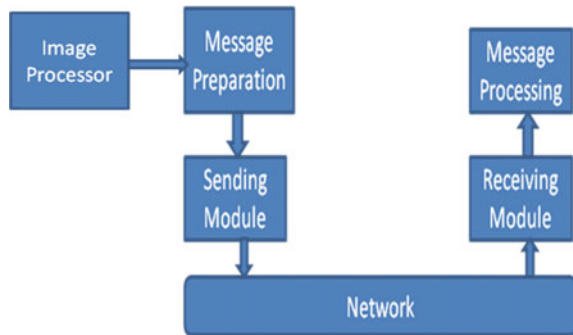 Image
Processor
Message
Preparation
Sending
Module
Network
Receiving
Module
Message
Processing